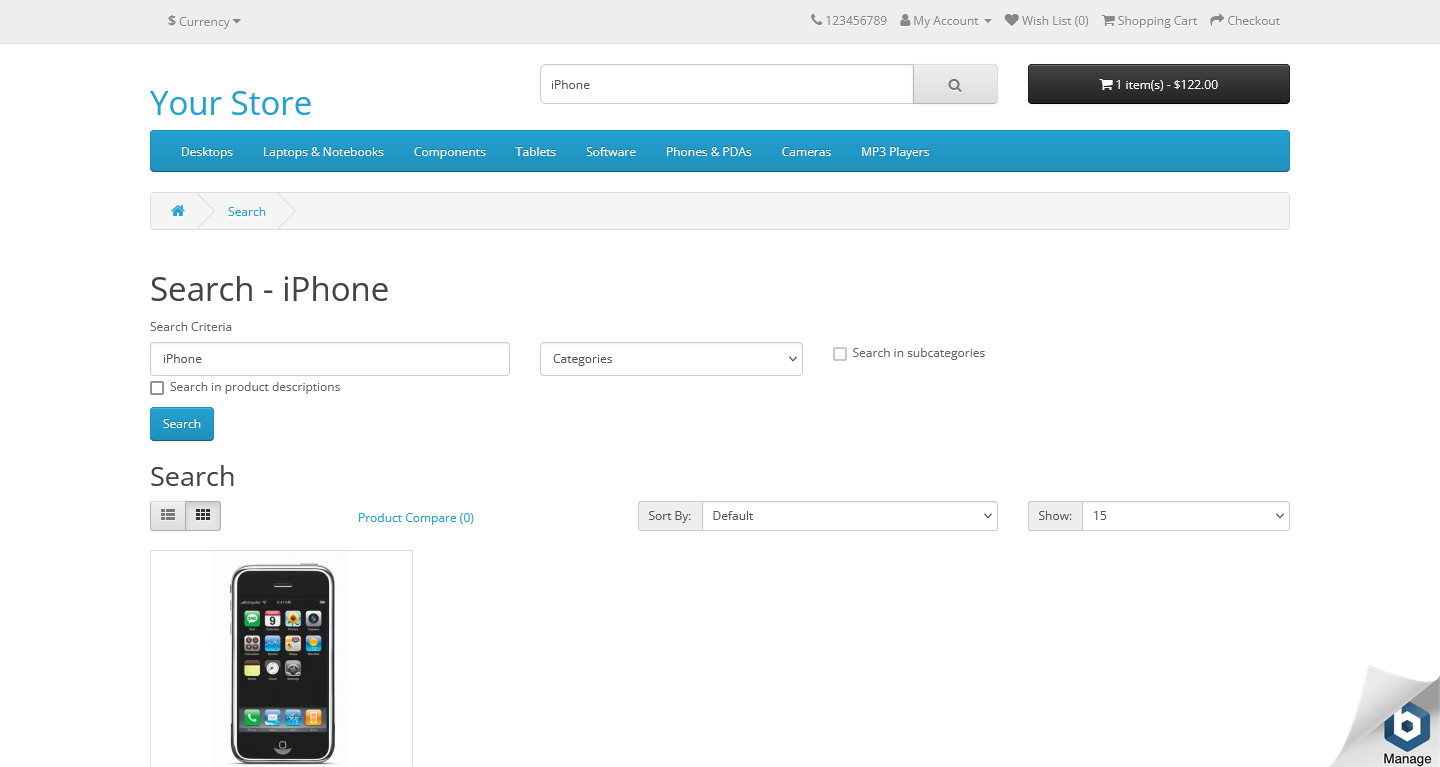 $ Currency
123456789 My Account Wish List (0) Shopping Cart Checkout
Your Store
iPhone
1 item(s) - $122.00
Desktops Laptops & Notebooks Components Tablets Software Phones & PDAs Cameras MP3 Players
Search
Search - iPhone
Search Criteria
iPhone Categories Search in subcategories
Search in product descriptions
Search
Search
Product Compare (0) Sort By: Default Show: 15
9
Manage